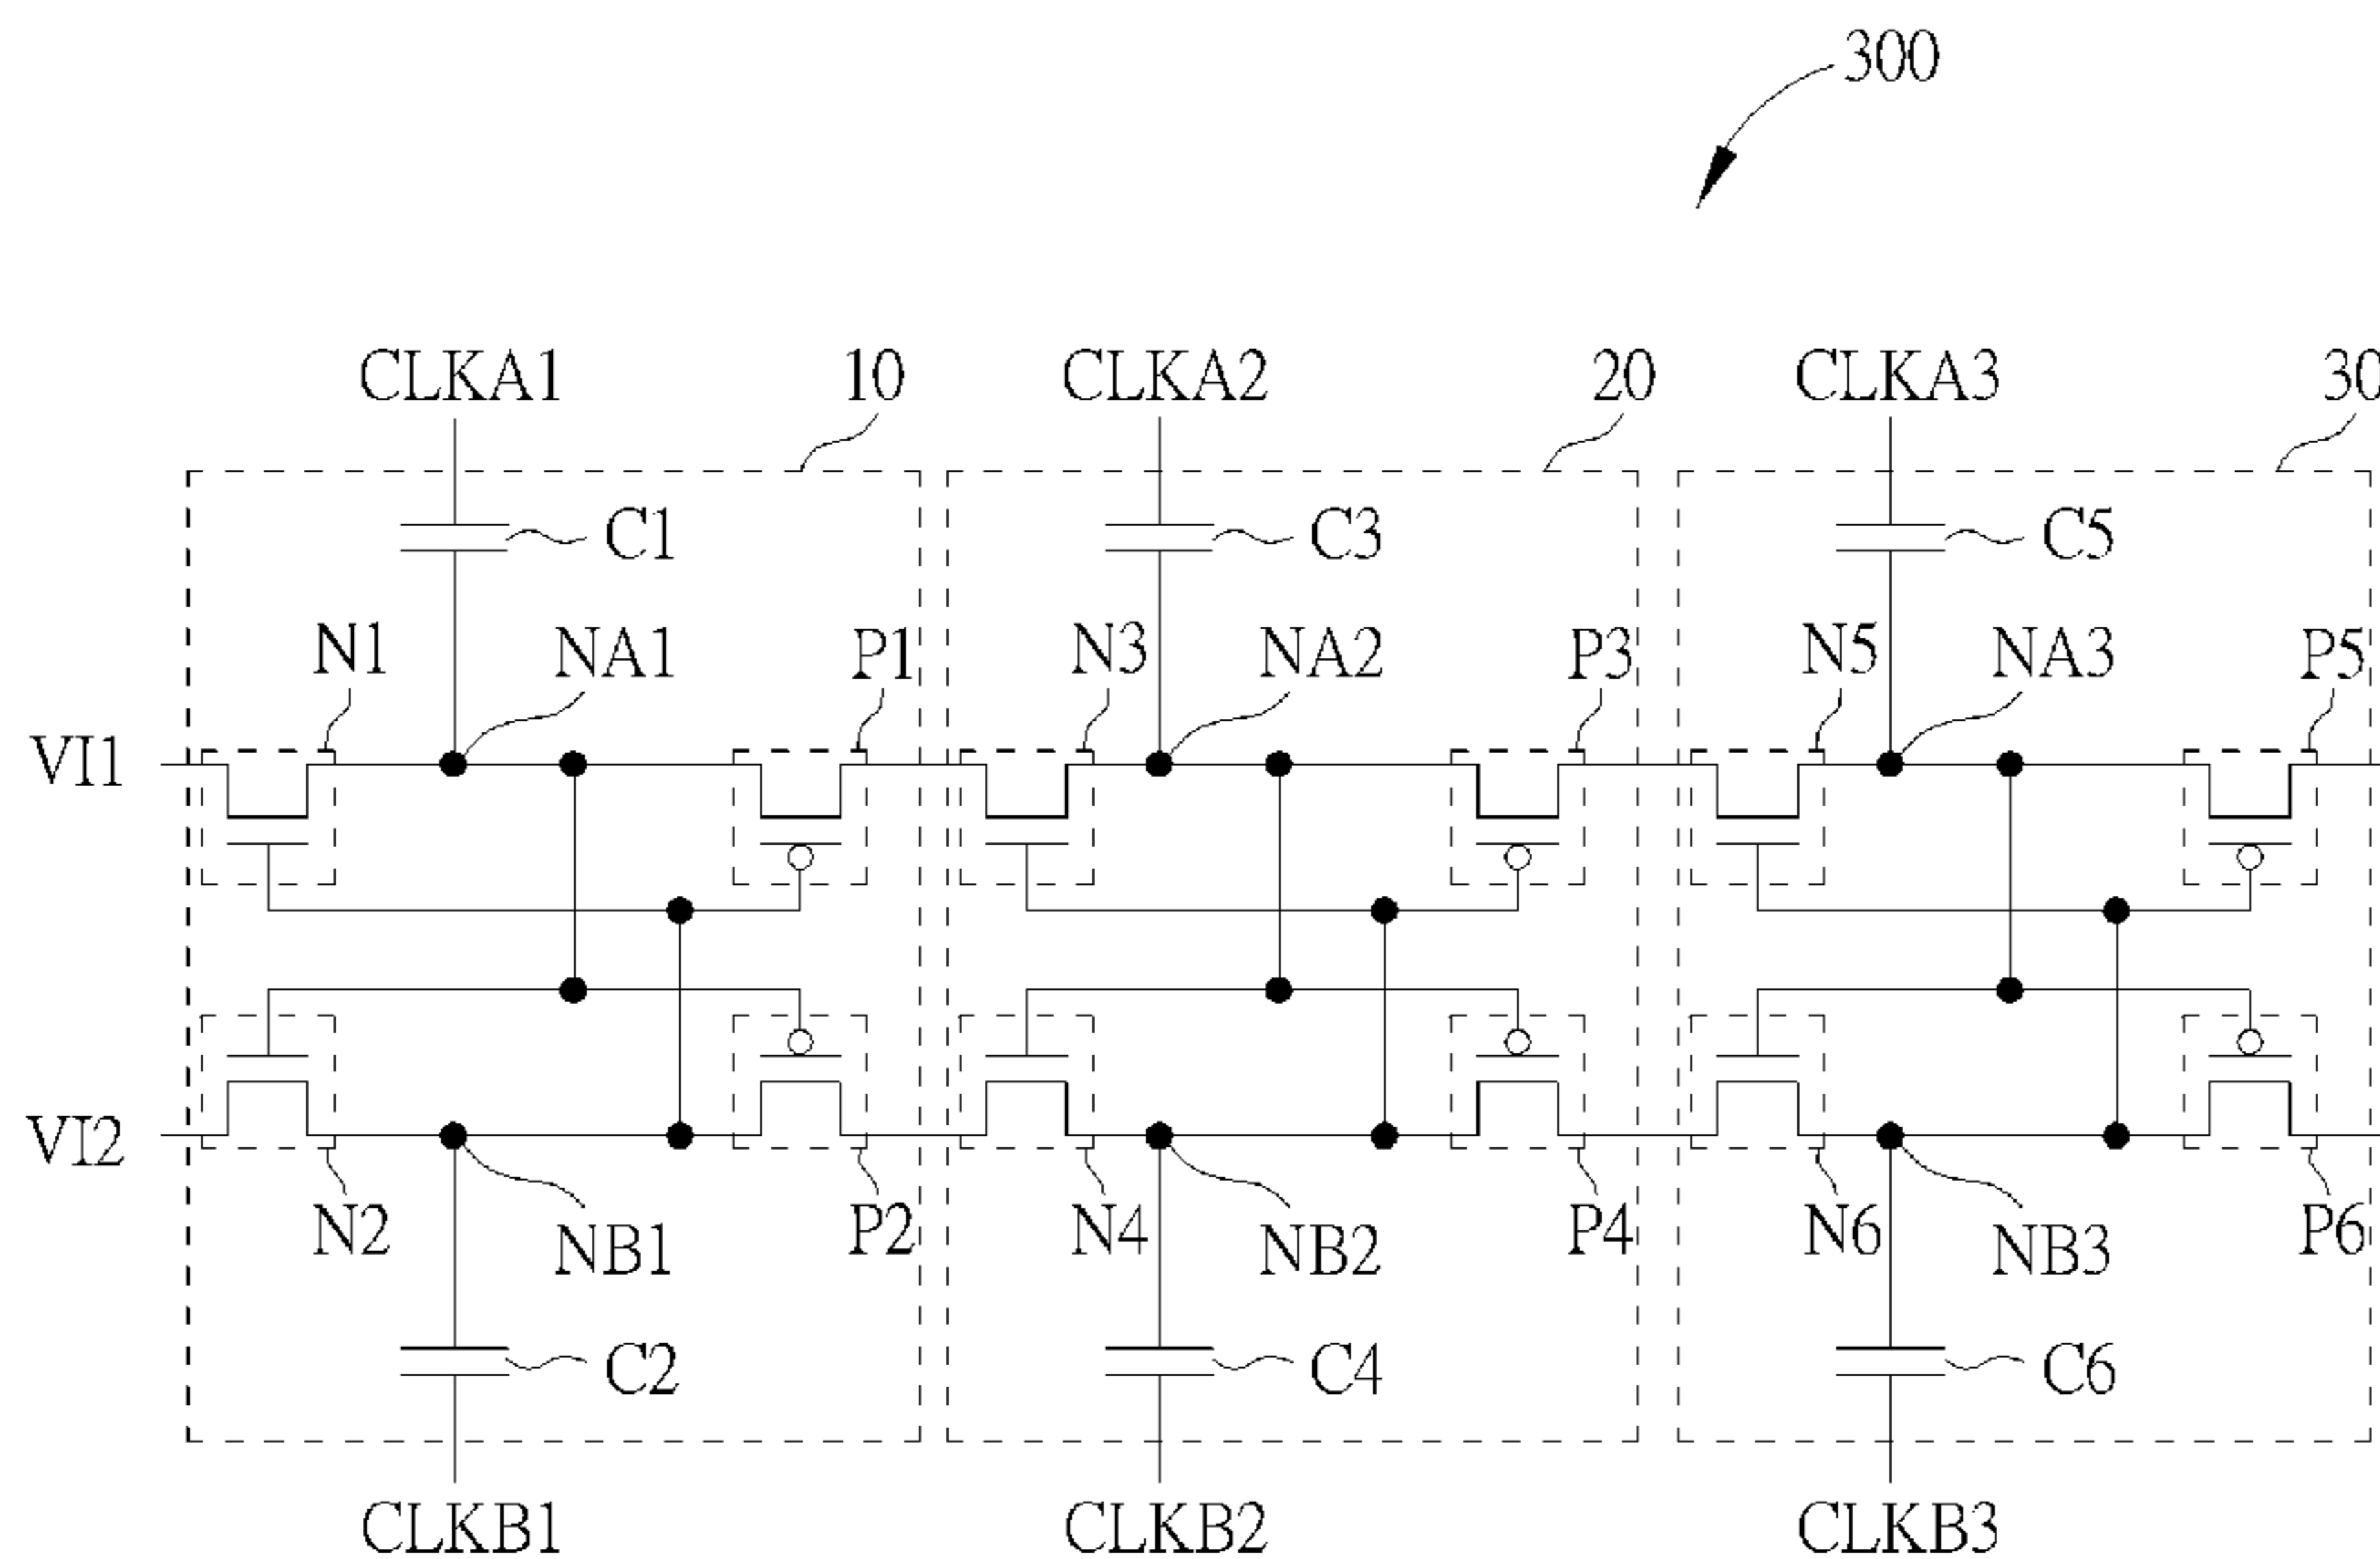 300
CLKA1 10 CLKA2 20 CLKA3 30
C1 C3 C5
N1 NA1 P1 N3 NA2 P3 N5 NA3 P5
VI1
VI2
N2 NB1 P2 N4 NB2 P4 N6 NB3 P6
C2 C4 C6
CLKB1 CLKB2 CLKB3